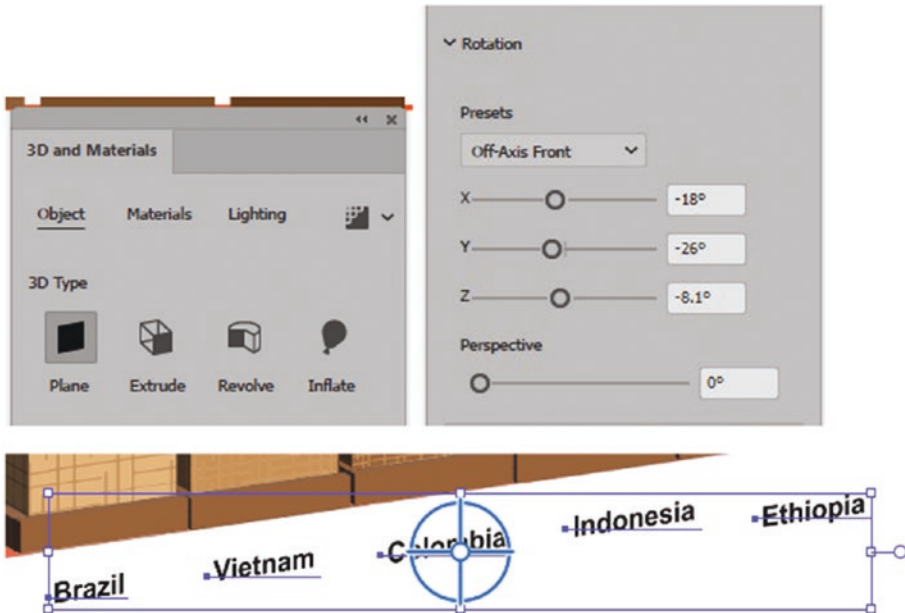 3D and Materials
Object Materials Lighting
3D Type
Plane Extrude Revolve Inflate
Rotation
Presets
Off-Axis Front
X -18°
Y -26°
Z -8.1°
Perspective
0°
Brazil Vietnam Colombia Indonesia Ethiopia